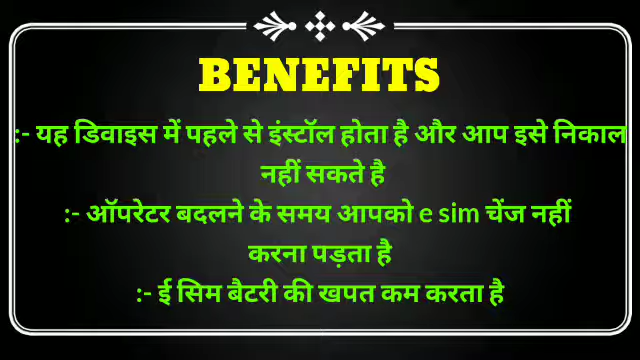 BENEFITS
:- यह डिवाइस में पहले से इंस्टॉल होता है और आप इसे निकाल
नहीं सकते है
:- ऑपरेटर बदलने के समय आपको e sim चेंज नहीं
करना पड़ता है
:- ई सिम बैटरी की खपत कम करता है